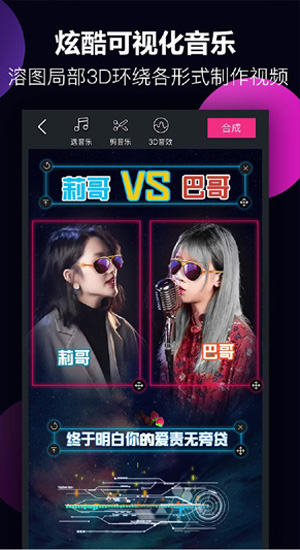 炫酷可视化音乐
溶图局部3D环绕各形式制作视频
选音乐 剪音乐 3D音效 合成
莉哥 VS 巴哥
莉哥 巴哥
终于明白你的爱责无旁贷